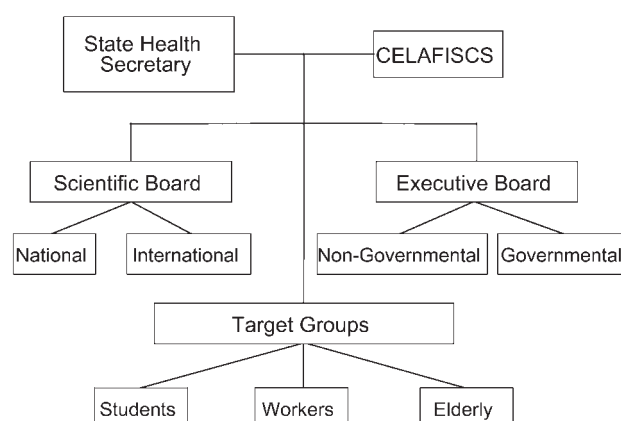 State Health
Secretary
CELAFISCS
Scientific Board
Executive Board
National
International
Non-Governmental
Governmental
Target Groups
Students
Workers
Elderly